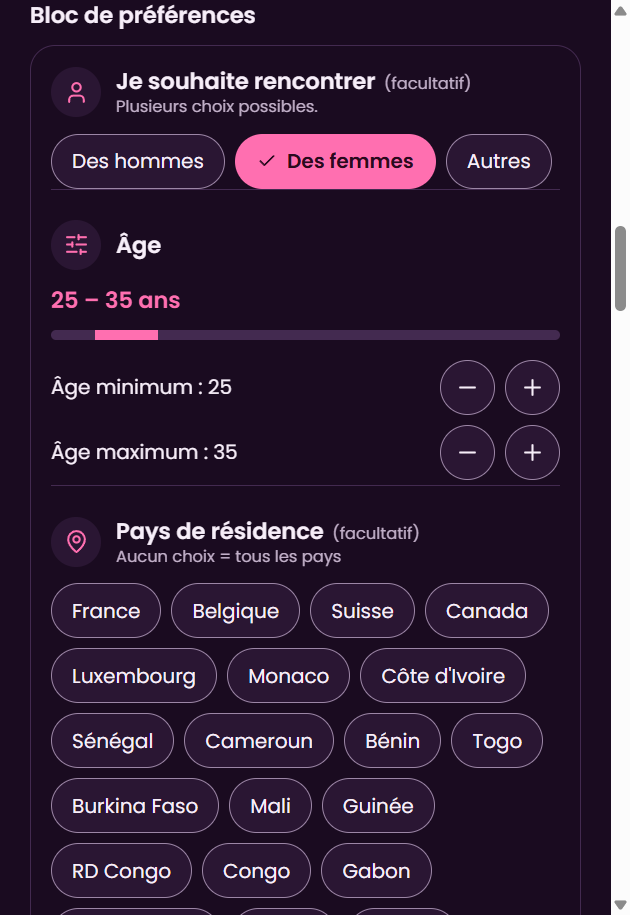 Bloc de préférences
Je souhaite rencontrer (facultatif)
Plusieurs choix possibles.
Des hommes Des femmes Autres
Âge
25 – 35 ans
Âge minimum : 25
Âge maximum : 35
Pays de résidence (facultatif)
Aucun choix = tous les pays
France Belgique Suisse Canada
Luxembourg Monaco Côte d'Ivoire
Sénégal Cameroun Bénin Togo
Burkina Faso Mali Guinée
RD Congo Congo Gabon